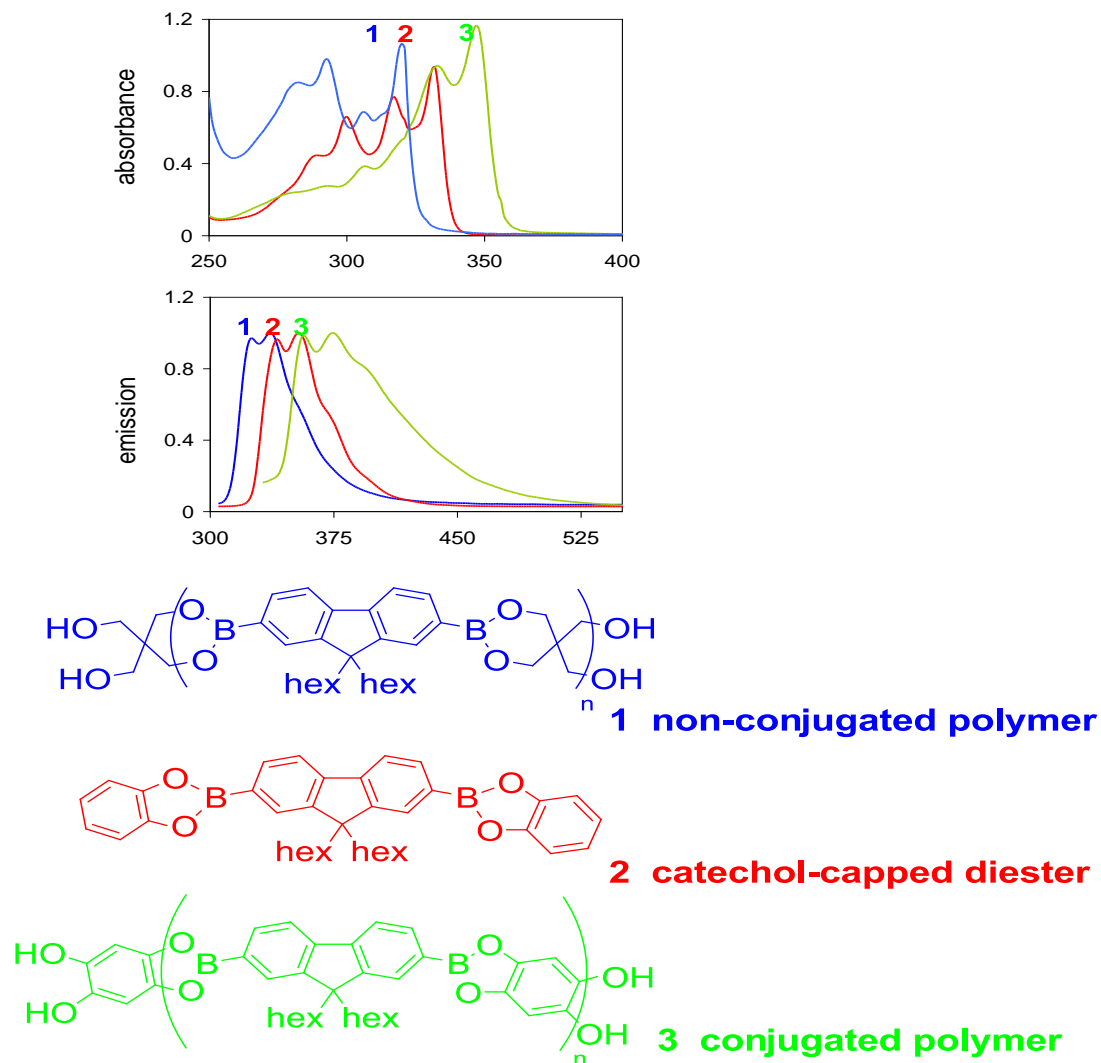 1.2
1 2 3
0.8
absorbance
0.4
0
250 300 350 400
1.2
1 2 3
0.8
emission
0.4
0
300 375 450 525
HO
HO
O
O
B
hex hex
B
O
O
OH
OH
n
1 non-conjugated polymer
O
O
B
hex hex
B
O
O
2 catechol-capped diester
HO
HO
O
O
B
hex hex
B
O
O
OH
OH
n
3 conjugated polymer